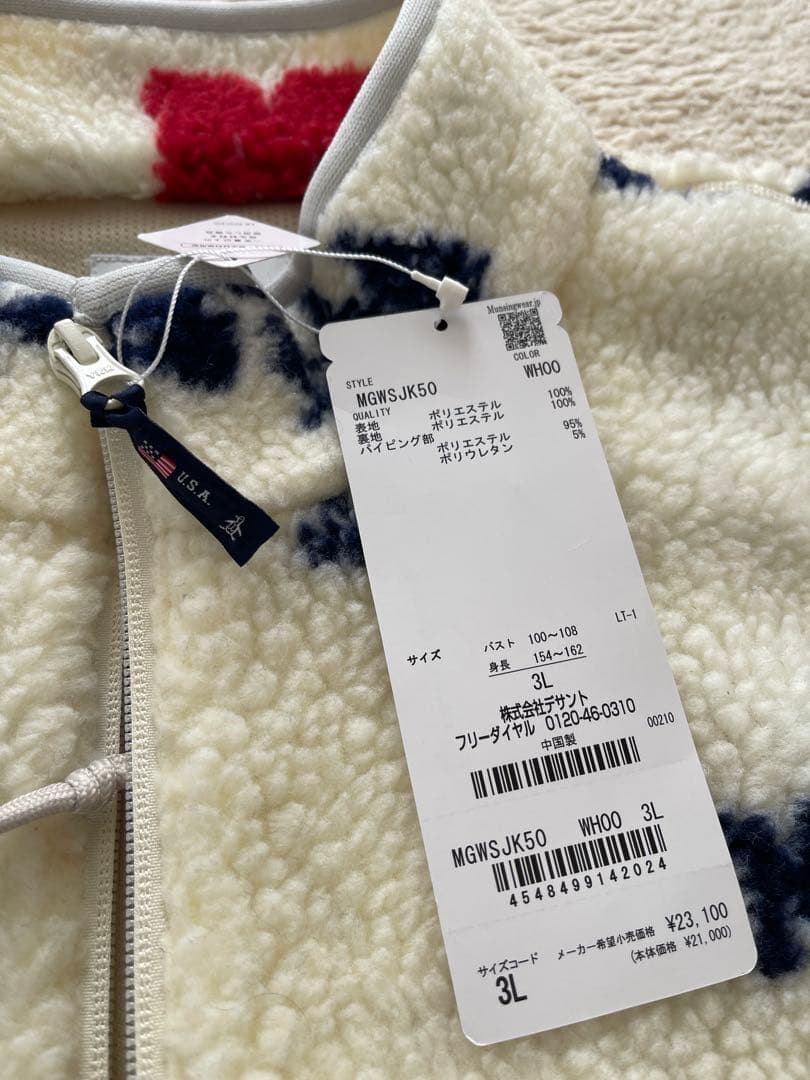 Munsingwear.jp
STYLE
MGWSJK50
COLOR
WH00
QUALITY
表地 ポリエステル 100%
裏地 ポリエステル 100%
パイピング部 ポリエステル 95%
ポリウレタン 5%
U.S.A.
LT-1
サイズ バスト 100～108
身長 154～162
3L
株式会社デサント
フリーダイヤル 0120-46-0310
中国製
00210
MGWSJK50 WH00 3L
4548499142024
サイズコード メーカー希望小売価格 ¥23,100
3L (本体価格 ¥21,000)